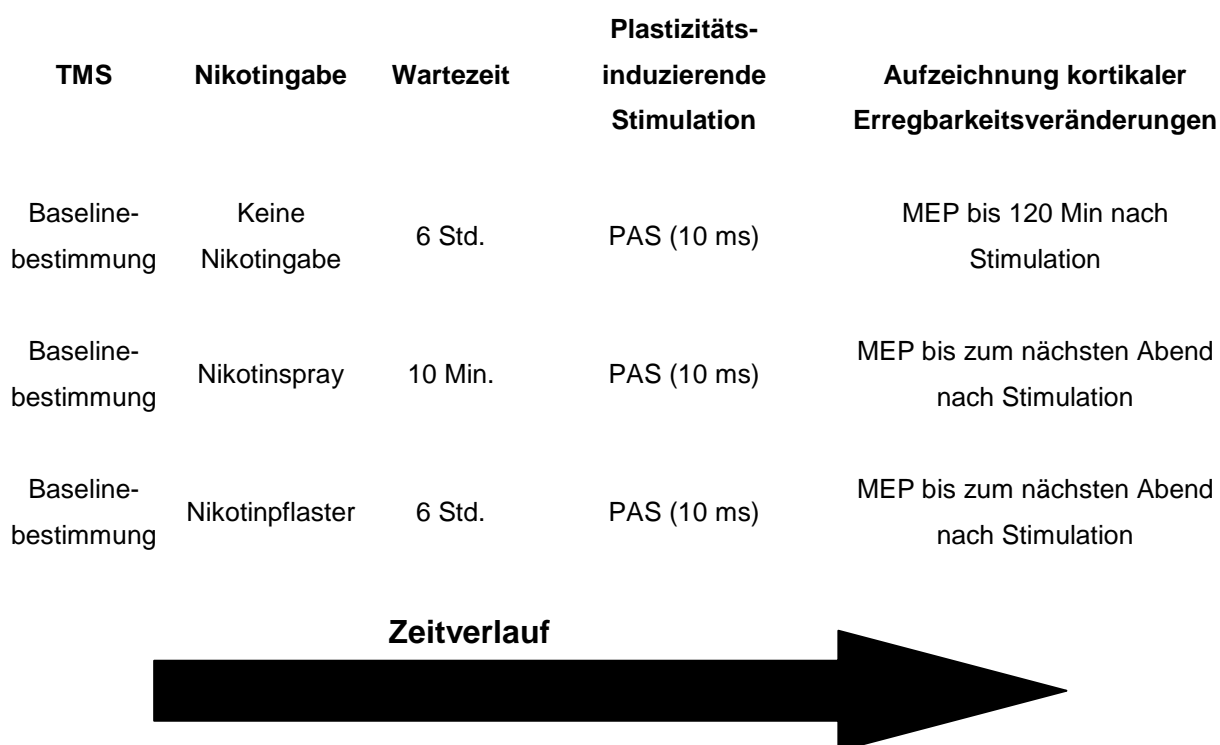 TMS Nikotingabe Wartezeit Plastizitäts-
induzierende
Stimulation Aufzeichnung kortikaler
Erregbarkeitsveränderungen
Baseline-
bestimmung Keine
Nikotingabe 6 Std. PAS (10 ms) MEP bis 120 Min nach
Stimulation
Baseline-
bestimmung Nikotinspray 10 Min. PAS (10 ms) MEP bis zum nächsten Abend
nach Stimulation
Baseline-
bestimmung Nikotinpflaster 6 Std. PAS (10 ms) MEP bis zum nächsten Abend
nach Stimulation
Zeitverlauf